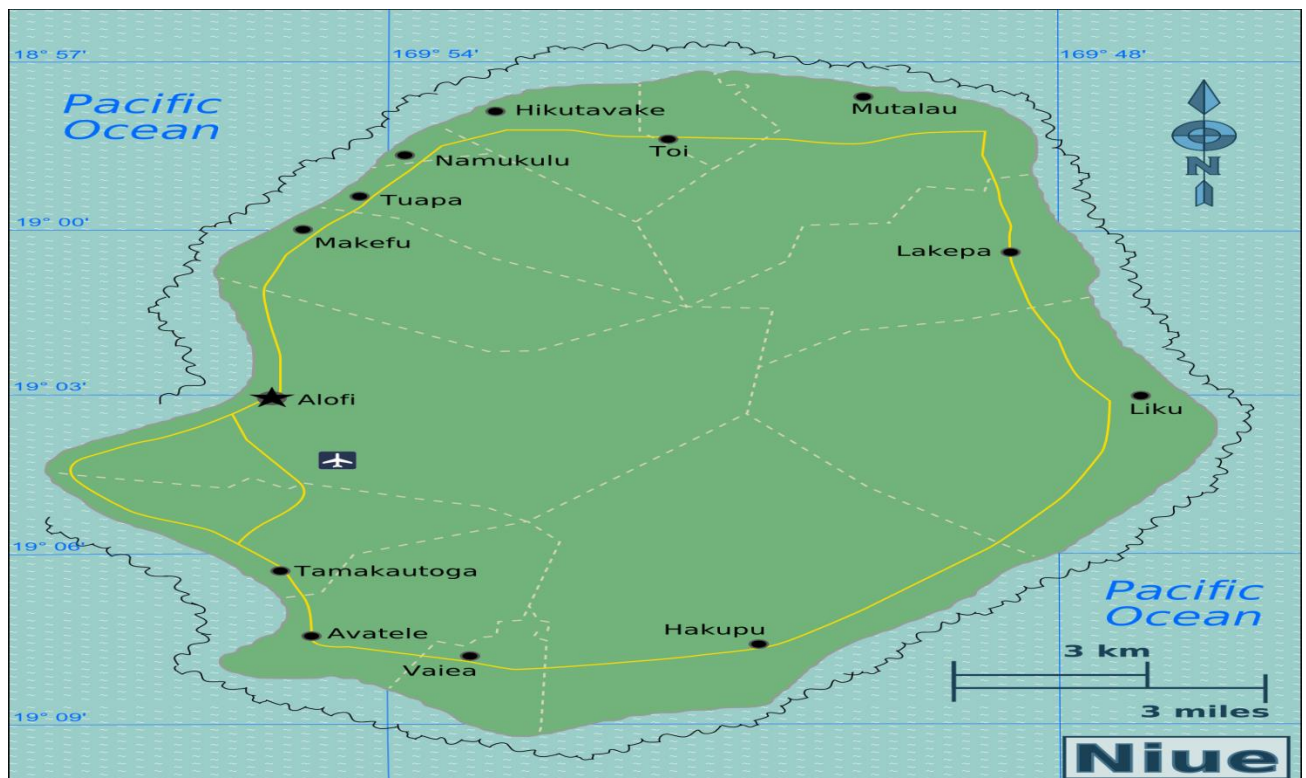 18° 57'
169° 54'
169° 48'
Pacific
Ocean
Hikutavake
Mutalau
Toi
Namukulu
N
Tuapa
19° 00'
Makefu
Lakepa
19° 03'
Alofi
Liku
19° 06'
Tamakautoga
Pacific
Ocean
Avatele
Hakupu
Vaiea
3 km
3 miles
19° 09'
Niue